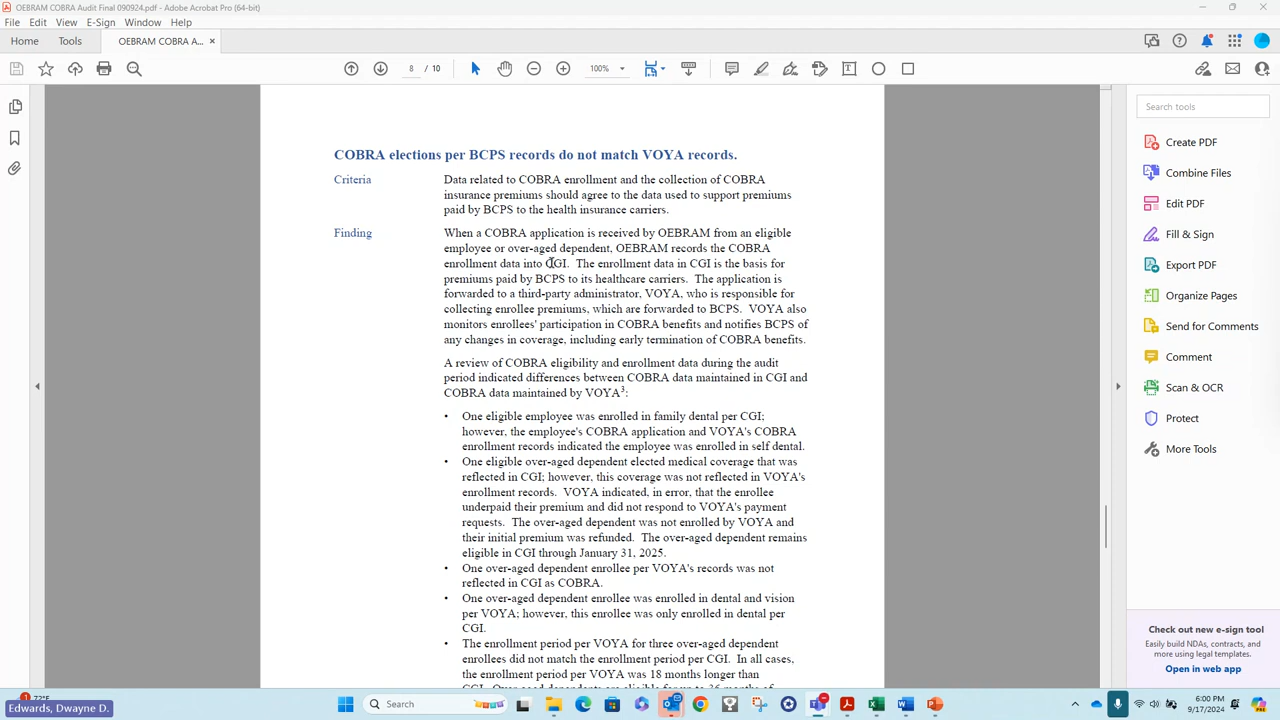 OEBRAM COBRA Audit Final 090924.pdf - Adobe Acrobat Pro (64-bit)
File Edit View E-Sign Window Help
Home Tools OEBRAM COBRA A... ×
8 / 10 100%
Search tools
Create PDF
Combine Files
Edit PDF
Fill & Sign
Export PDF
Organize Pages
Send for Comments
Comment
Scan & OCR
Protect
More Tools
COBRA elections per BCPS records do not match VOYA records.
Criteria Data related to COBRA enrollment and the collection of COBRA
insurance premiums should agree to the data used to support premiums
paid by BCPS to the health insurance carriers.
Finding When a COBRA application is received by OEBRAM from an eligible
employee or over-aged dependent, OEBRAM records the COBRA
enrollment data into CGI. The enrollment data in CGI is the basis for
premiums paid by BCPS to its healthcare carriers. The application is
forwarded to a third-party administrator, VOYA, who is responsible for
collecting enrollee premiums, which are forwarded to BCPS. VOYA also
monitors enrollees' participation in COBRA benefits and notifies BCPS of
any changes in coverage, including early termination of COBRA benefits.
A review of COBRA eligibility and enrollment data during the audit
period indicated differences between COBRA data maintained in CGI and
COBRA data maintained by VOYA3:
• One eligible employee was enrolled in family dental per CGI;
however, the employee's COBRA application and VOYA's COBRA
enrollment records indicated the employee was enrolled in self dental.
• One eligible over-aged dependent elected medical coverage that was
reflected in CGI; however, this coverage was not reflected in VOYA's
enrollment records. VOYA indicated, in error, that the enrollee
underpaid their premium and did not respond to VOYA's payment
requests. The over-aged dependent was not enrolled by VOYA and
their initial premium was refunded. The over-aged dependent remains
eligible in CGI through January 31, 2025.
• One over-aged dependent enrollee per VOYA's records was not
reflected in CGI as COBRA.
• One over-aged dependent enrollee was enrolled in dental and vision
per VOYA; however, this enrollee was only enrolled in dental per
CGI.
• The enrollment period per VOYA for three over-aged dependent
enrollees did not match the enrollment period per CGI. In all cases,
the enrollment period per VOYA was 18 months longer than
Check out new e-sign tool
Easily build NDAs, contracts, and
more using legal templates.
Open in web app
72°F
Edwards, Dwayne D.
Search
6:00 PM
9/17/2024